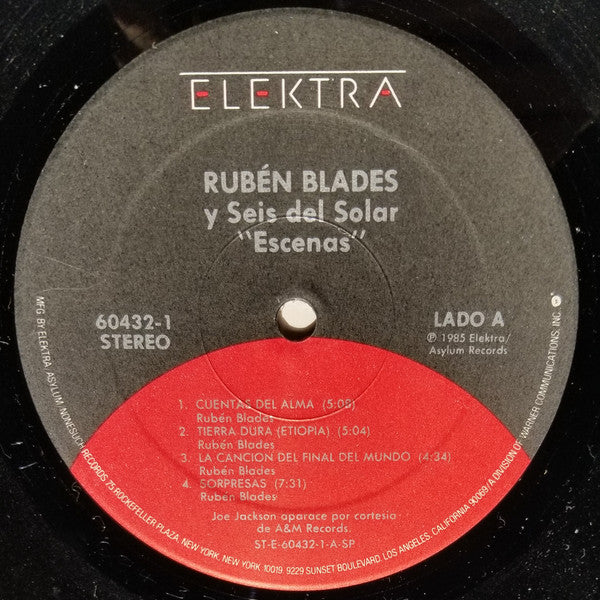 ELEKTRA
RUBÉN BLADES
y Seis del Solar
"Escenas"
60432-1
STEREO
LADO A
℗ 1985 Elektra/
Asylum Records
1. CUENTAS DEL ALMA (5:08)
Rubén Blades
2. TIERRA DURA (ETIOPIA) (5:04)
Rubén Blades
3. LA CANCION DEL FINAL DEL MUNDO (4:34)
Rubén Blades
4. SORPRESAS (7:31)
Rubén Blades
Joe Jackson aparace por cortesia
de A&M Records.
ST-E-60432-1-A-SP
MFG. BY ELEKTRA/ASYLUM/NONESUCH RECORDS 75 ROCKEFELLER PLAZA, NEW YORK, NEW YORK 10019. 9229 SUNSET BOULEVARD, LOS ANGELES, CALIFORNIA 90069/A DIVISION OF WARNER COMMUNICATIONS, INC.